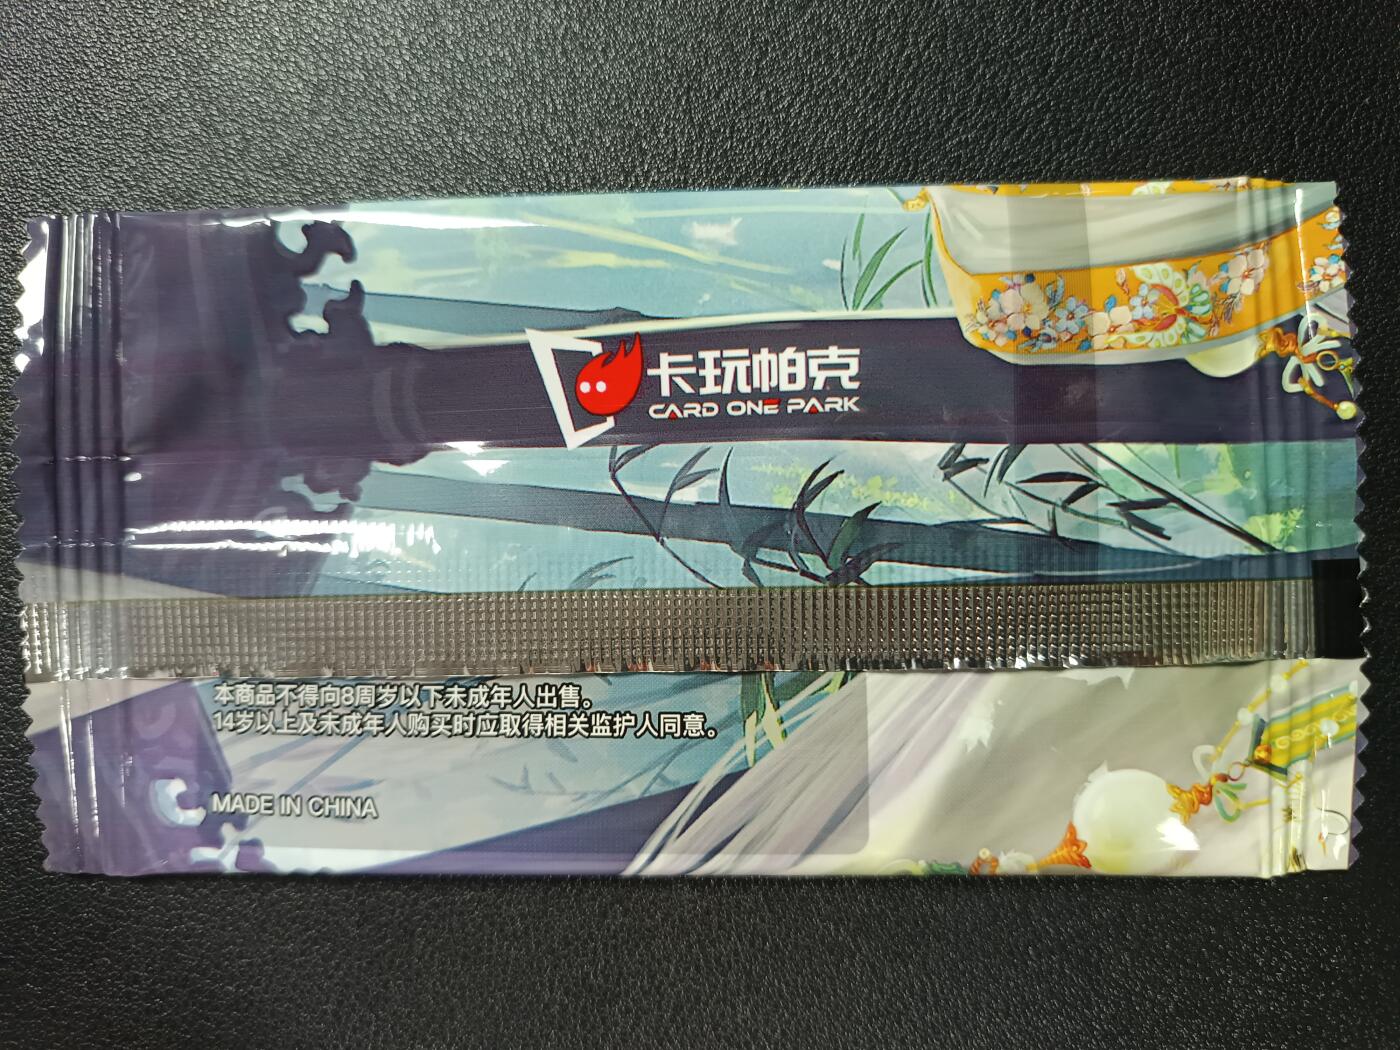 卡玩帕克
CARD ONE PARK
本商品不得向8周岁以下未成年人出售。
14岁以上及未成年人购买时应取得相关监护人同意。
MADE IN CHINA